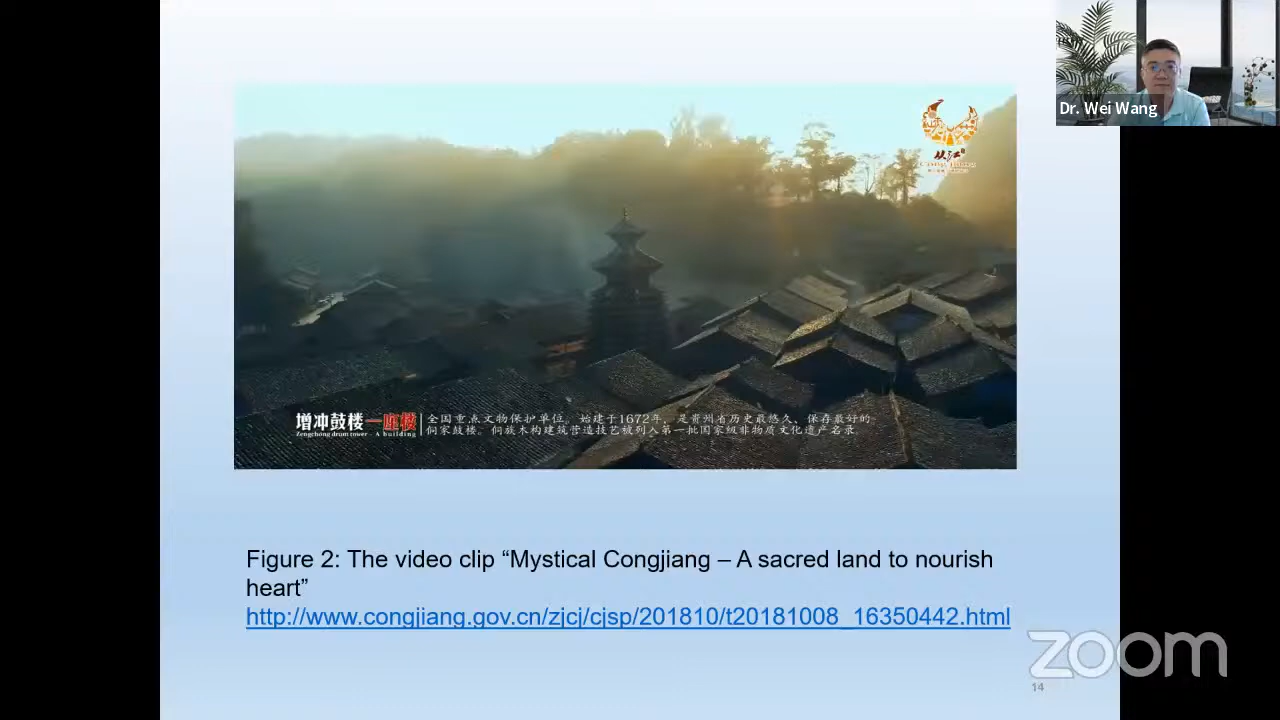 Dr. Wei Wang
从江
增冲鼓楼一座楼
Zengchong drum tower - A building
全国重点文物保护单位，始建于1672年，是贵州省历史最悠久、保存最好的
侗家鼓楼。侗族木构建筑营造技艺被列入第一批国家级非物质文化遗产名录。
Figure 2: The video clip “Mystical Congjiang – A sacred land to nourish
heart”
http://www.congjiang.gov.cn/zjcj/cjsp/201810/t20181008_16350442.html
zoom
14